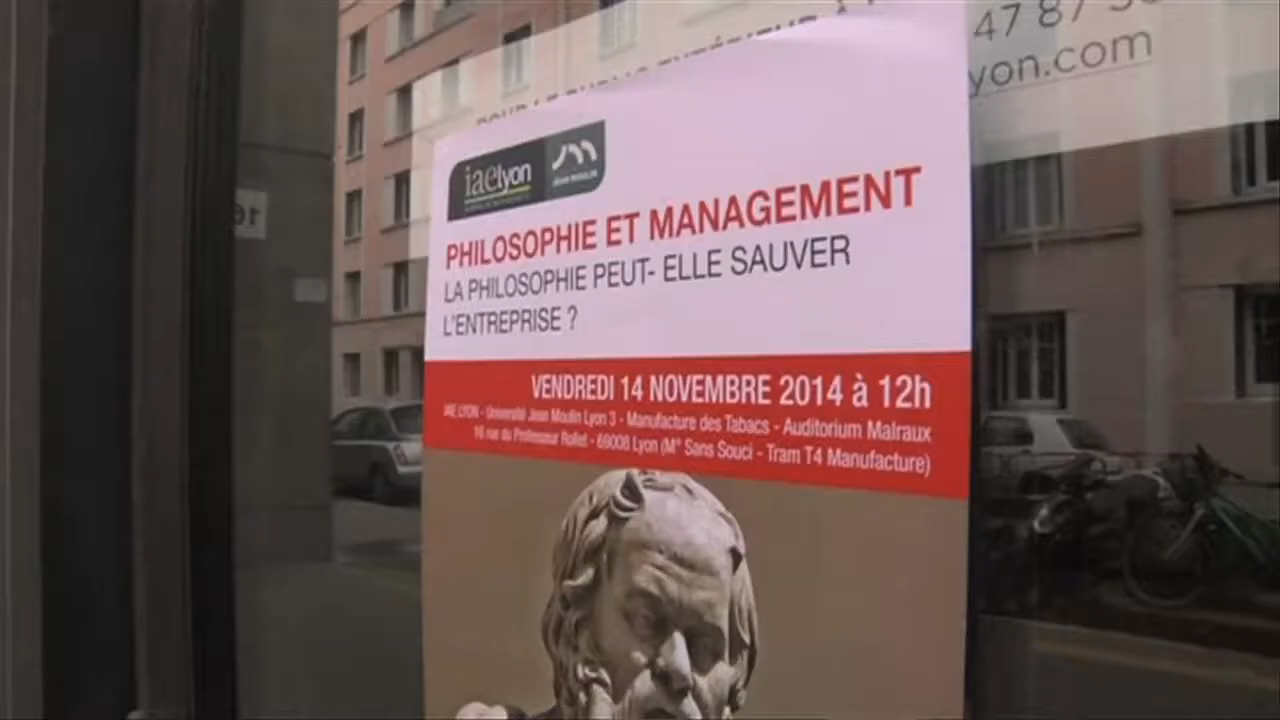 47 87
yon.com
iaelyon
JEAN MOULIN
PHILOSOPHIE ET MANAGEMENT
LA PHILOSOPHIE PEUT- ELLE SAUVER
L'ENTREPRISE ?
VENDREDI 14 NOVEMBRE 2014 à 12h
IAE LYON - Université Jean Moulin Lyon 3 - Manufacture des Tabacs - Auditorium Malraux
16 rue du Professeur Rollet - 69008 Lyon (M° Sans Souci - Tram T4 Manufacture)